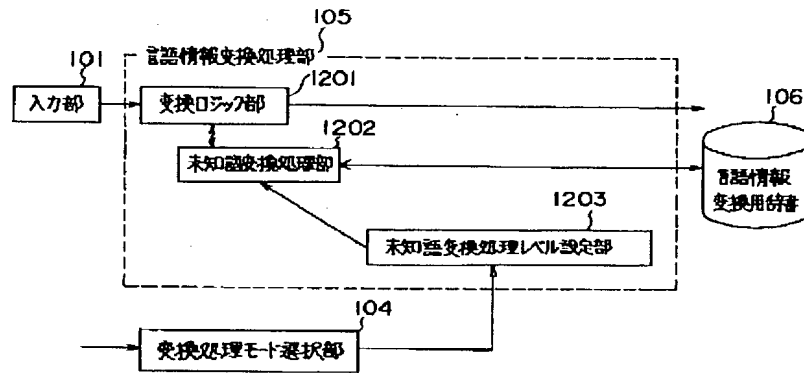 105
言語情報変換処理部
101
1201
入力部
変換ロジック部
106
1202
未知語変換処理部
言語情報
変換用辞書
1203
未知語変換処理レベル設定部
104
変換処理モード選択部